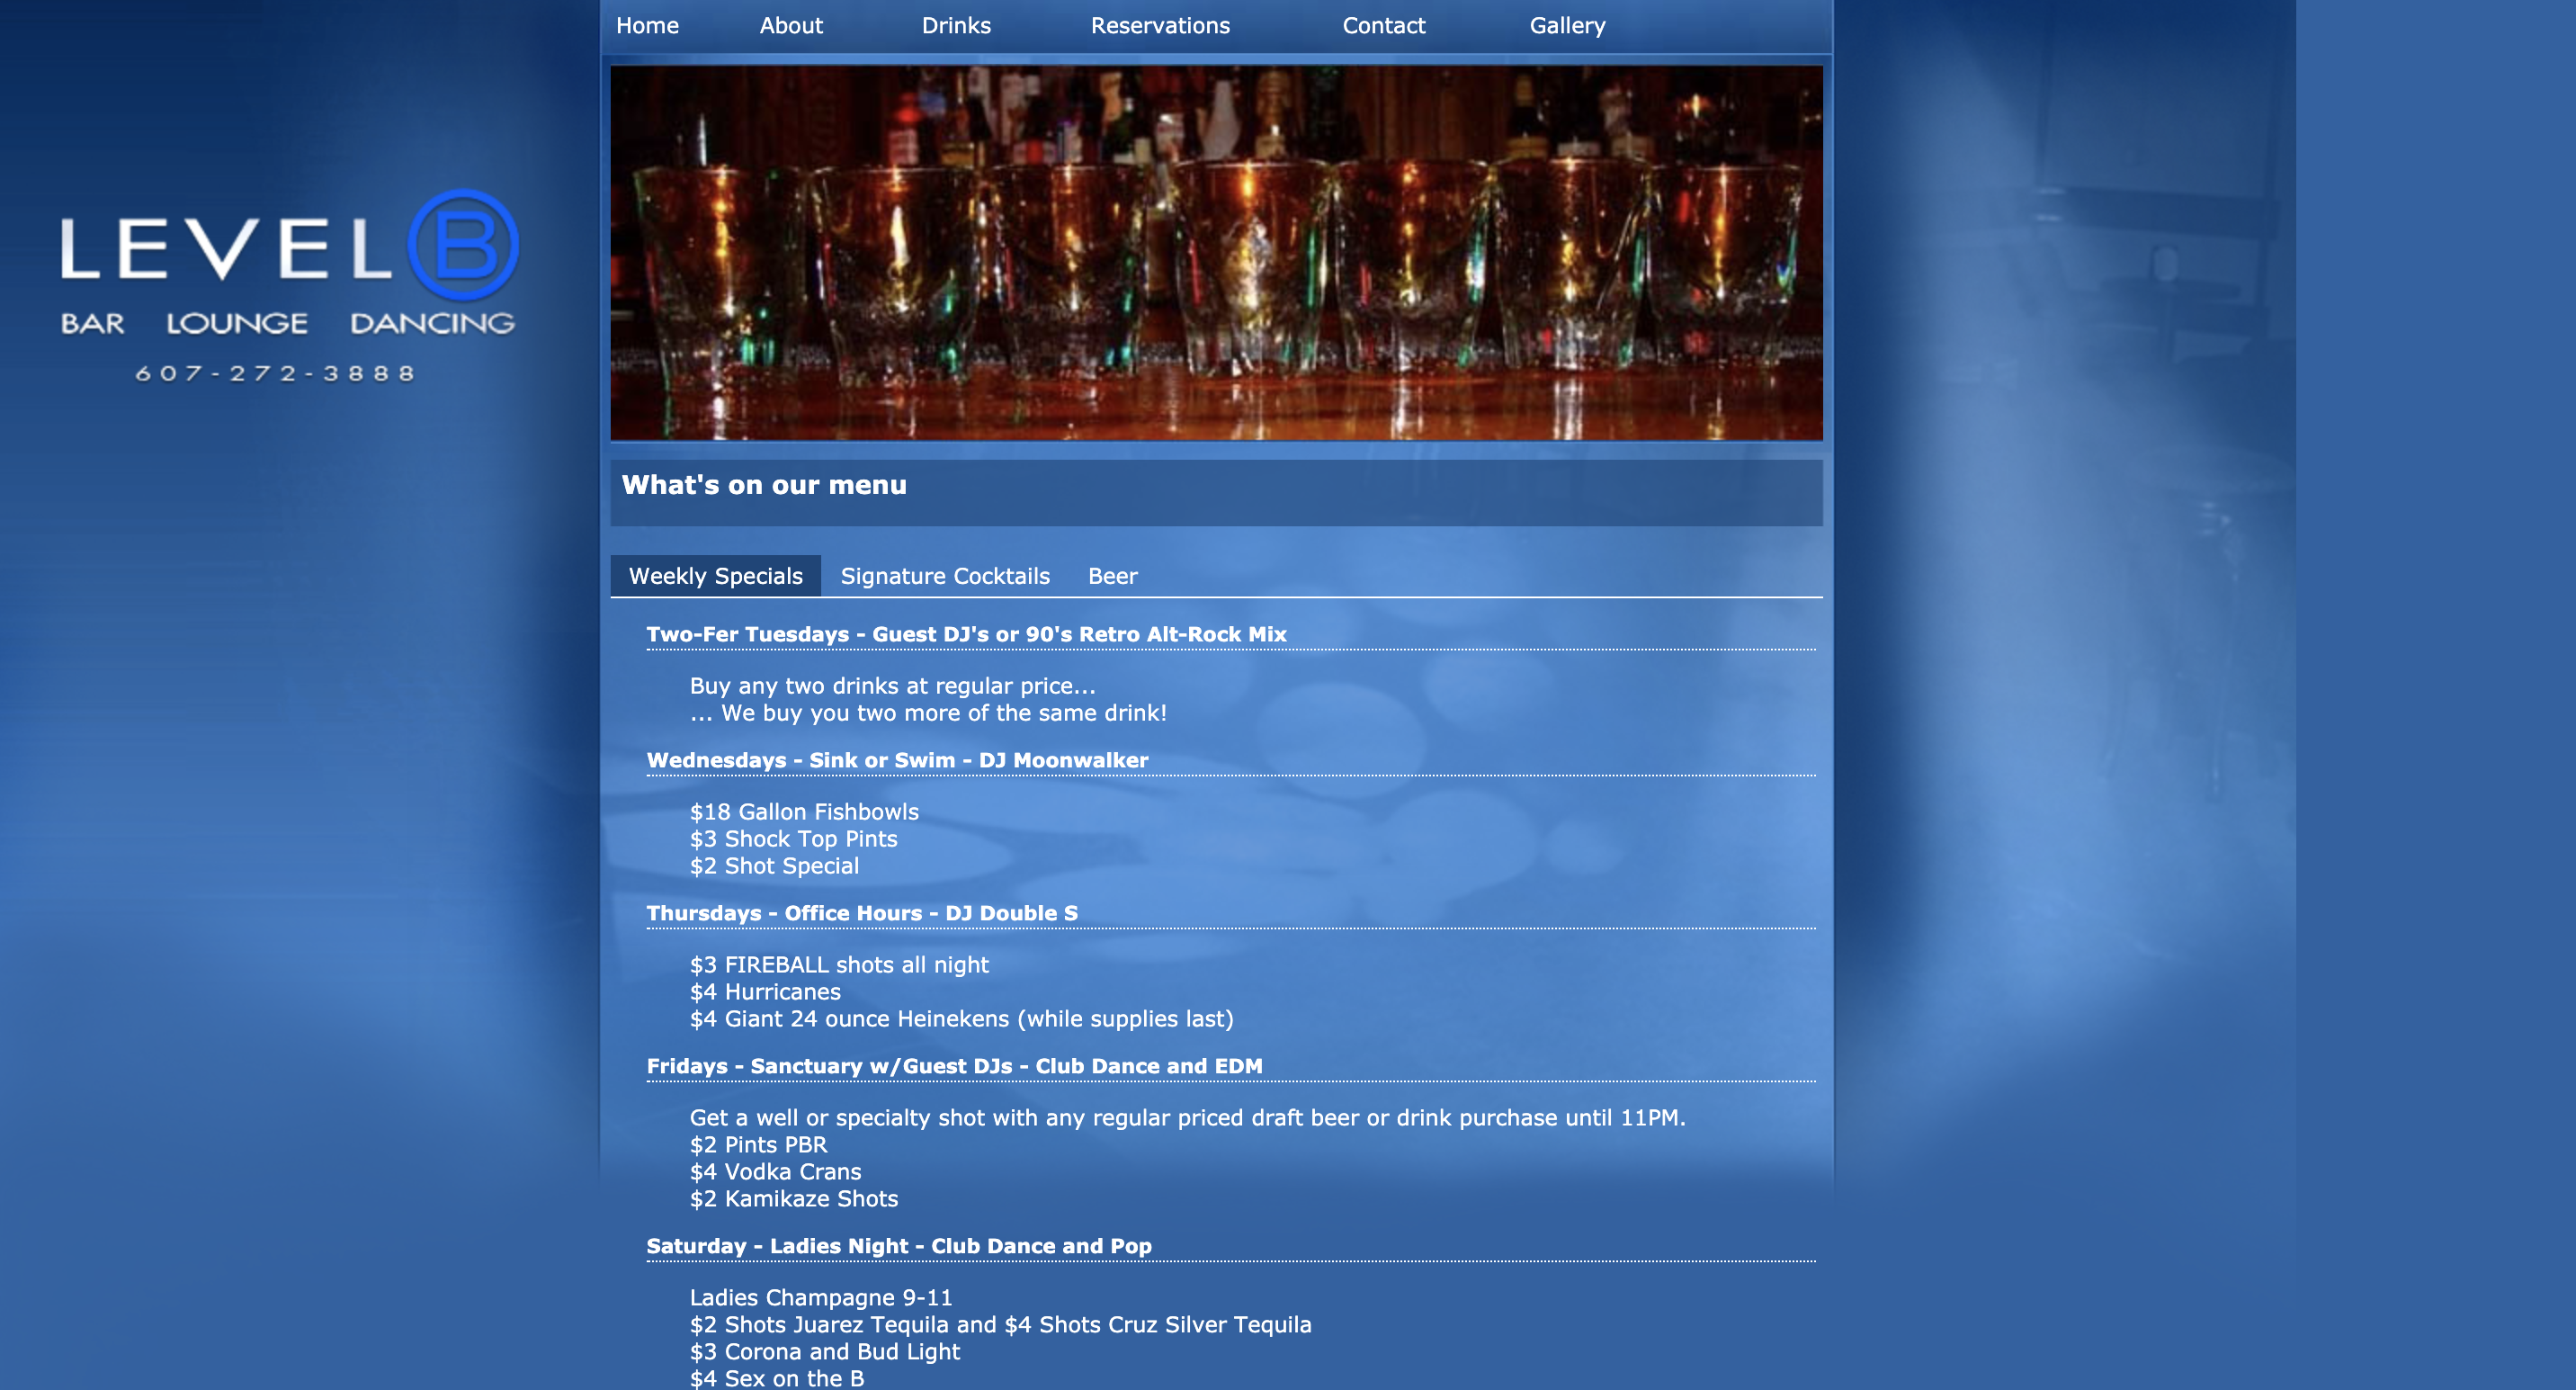 Home About Drinks Reservations Contact Gallery
LEVEL B
BAR LOUNGE DANCING
607-272-3888
What's on our menu
Weekly Specials Signature Cocktails Beer
Two-Fer Tuesdays - Guest DJ's or 90's Retro Alt-Rock Mix
Buy any two drinks at regular price...
... We buy you two more of the same drink!
Wednesdays - Sink or Swim - DJ Moonwalker
$18 Gallon Fishbowls
$3 Shock Top Pints
$2 Shot Special
Thursdays - Office Hours - DJ Double S
$3 FIREBALL shots all night
$4 Hurricanes
$4 Giant 24 ounce Heinekens (while supplies last)
Fridays - Sanctuary w/Guest DJs - Club Dance and EDM
Get a well or specialty shot with any regular priced draft beer or drink purchase until 11PM.
$2 Pints PBR
$4 Vodka Crans
$2 Kamikaze Shots
Saturday - Ladies Night - Club Dance and Pop
Ladies Champagne 9-11
$2 Shots Juarez Tequila and $4 Shots Cruz Silver Tequila
$3 Corona and Bud Light
$4 Sex on the B